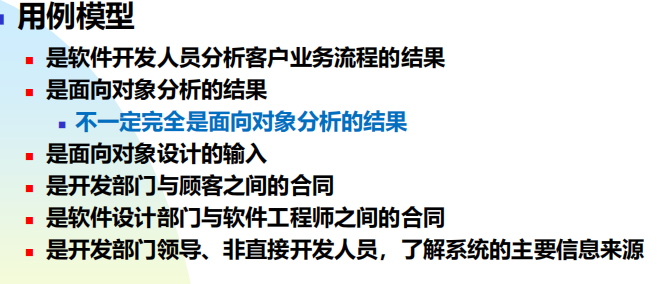 用例模型
是软件开发人员分析客户业务流程的结果
是面向对象分析的结果
不一定完全是面向对象分析的结果
是面向对象设计的输入
是开发部门与顾客之间的合同
是软件设计部门与软件工程师之间的合同
是开发部门领导、非直接开发人员，了解系统的主要信息来源